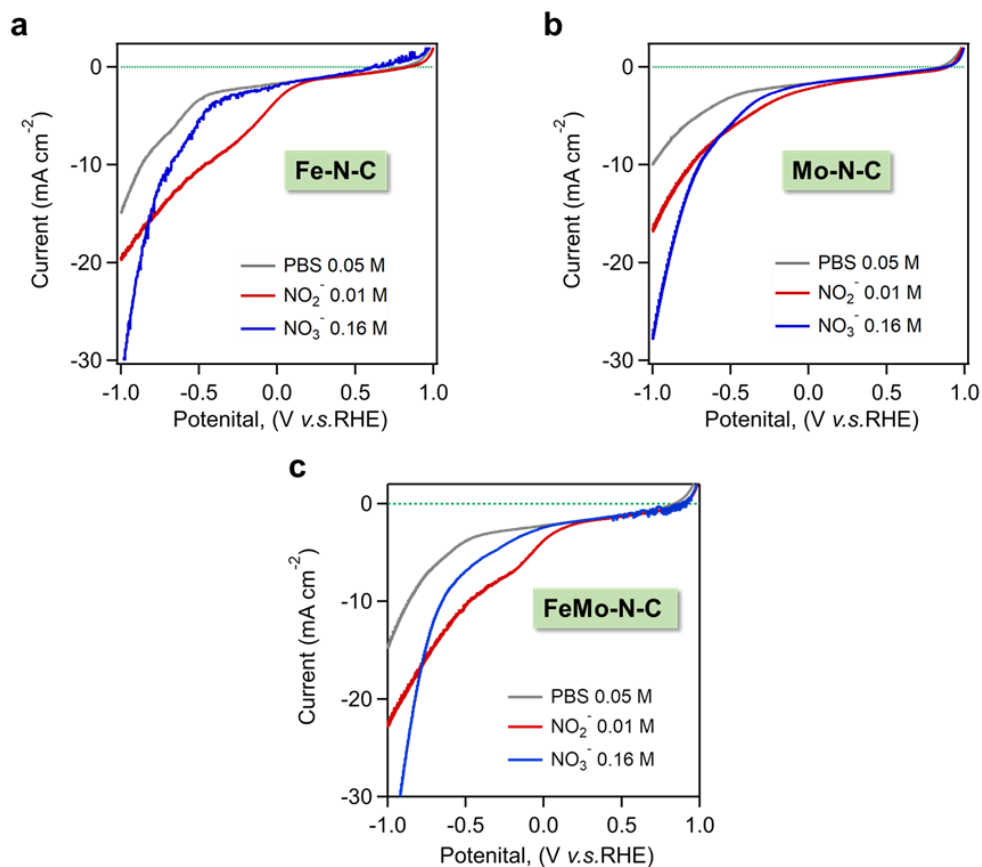 a
0
-10
-20
-30
Current (mA cm⁻²)
Fe-N-C
PBS 0.05 M
NO₂⁻ 0.01 M
NO₃⁻ 0.16 M
-1.0 -0.5 0.0 0.5 1.0
Potenital, (V v.s.RHE)
b
0
-10
-20
-30
Current (mA cm⁻²)
Mo-N-C
PBS 0.05 M
NO₂⁻ 0.01 M
NO₃⁻ 0.16 M
-1.0 -0.5 0.0 0.5 1.0
Potenital, (V v.s.RHE)
c
0
-10
-20
-30
Current (mA cm⁻²)
FeMo-N-C
PBS 0.05 M
NO₂⁻ 0.01 M
NO₃⁻ 0.16 M
-1.0 -0.5 0.0 0.5 1.0
Potenital, (V v.s.RHE)